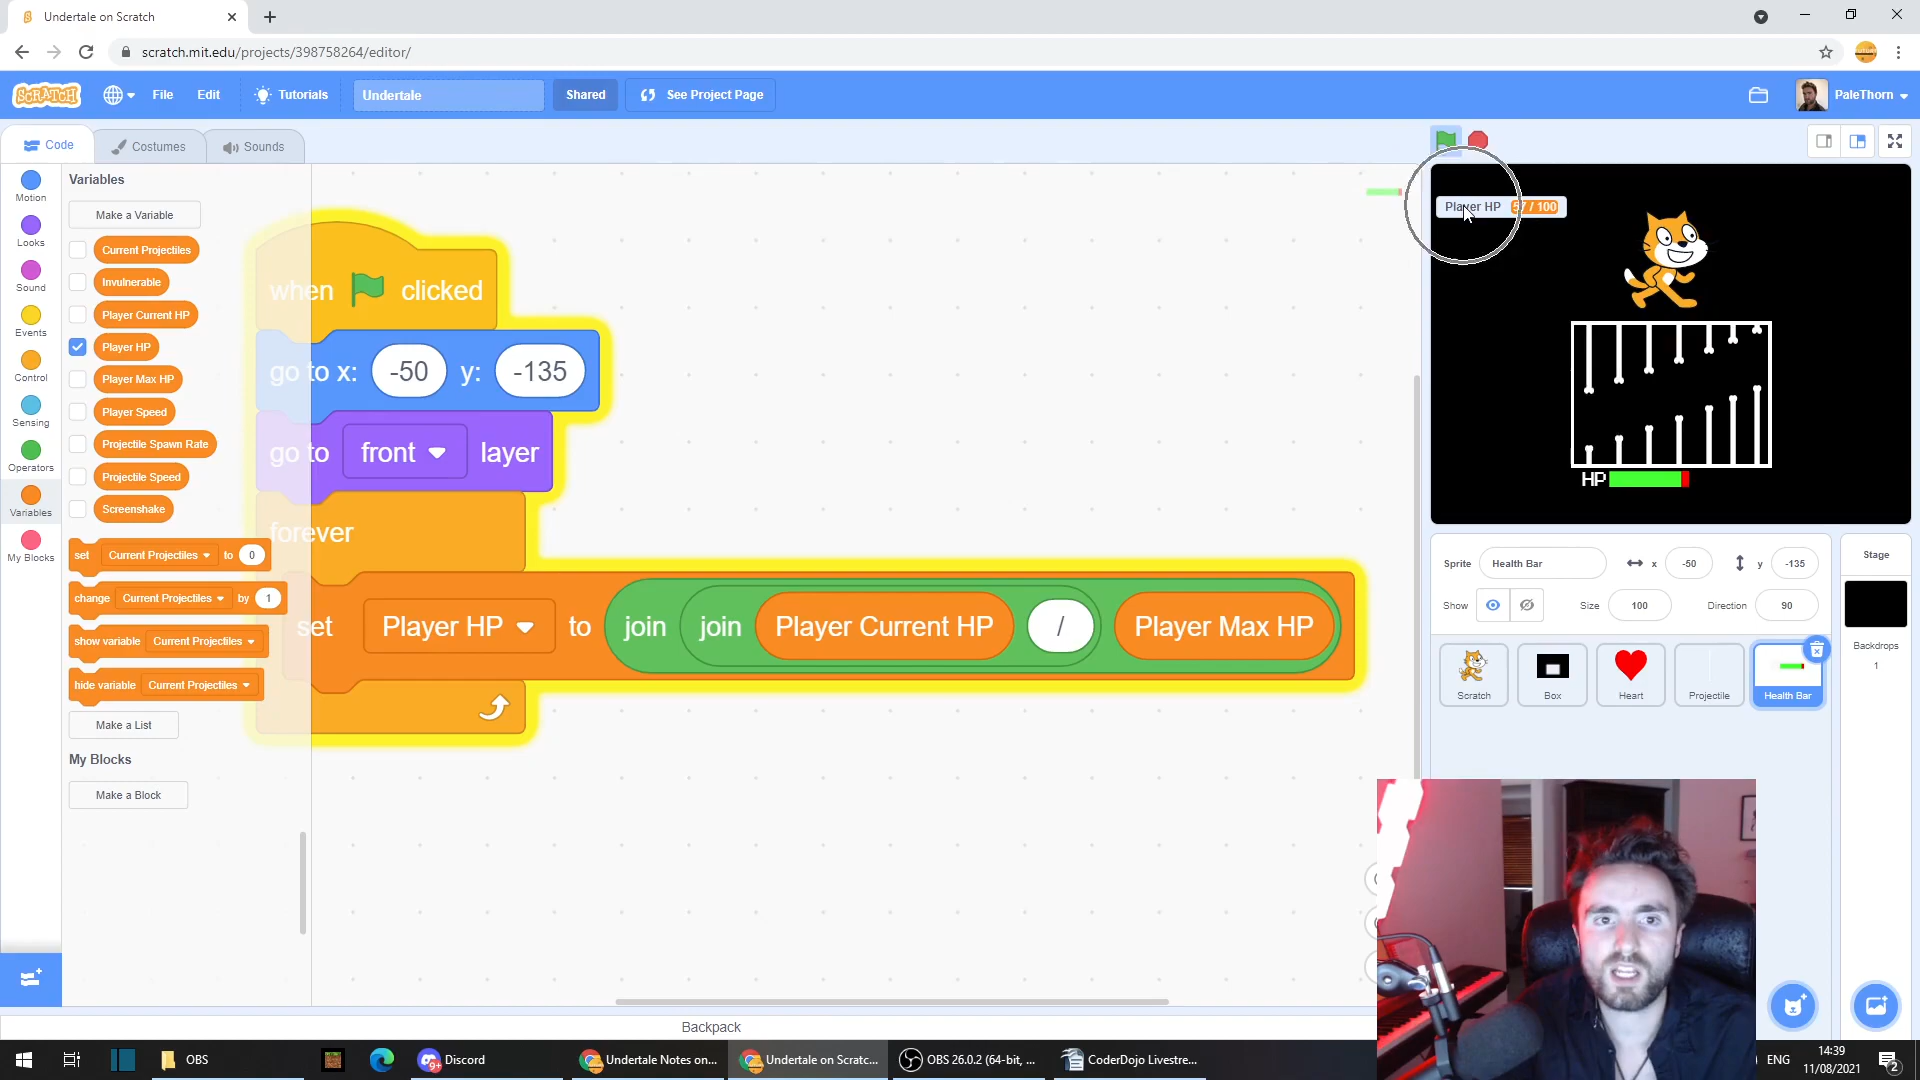 Undertale on Scratch
scratch.mit.edu/projects/398758264/editor/
SCRATCH
File
Edit
Tutorials
Undertale
Shared
See Project Page
PaleThorn
Code
Costumes
Sounds
Motion
Looks
Sound
Events
Control
Sensing
Operators
Variables
My Blocks
Variables
Make a Variable
Current Projectiles
Invulnerable
Player Current HP
Player HP
Player Max HP
Player Speed
Projectile Spawn Rate
Projectile Speed
Screenshake
set Current Projectiles to 0
change Current Projectiles by 1
show variable Current Projectiles
hide variable Current Projectiles
Make a List
My Blocks
Make a Block
when clicked
go to x: -50 y: -135
go to front layer
forever
set Player HP to join join Player Current HP / Player Max HP
Player HP 57 / 100
HP
Sprite Health Bar x -50 y -135
Show Size 100 Direction 90
Scratch
Box
Heart
Projectile
Health Bar
Stage
Backdrops
1
Backpack
OBS
9+
Discord
Undertale Notes on...
Undertale on Scratc...
OBS 26.0.2 (64-bit, ...
CoderDojo Livestre...
ENG
14:39
11/08/2021
2